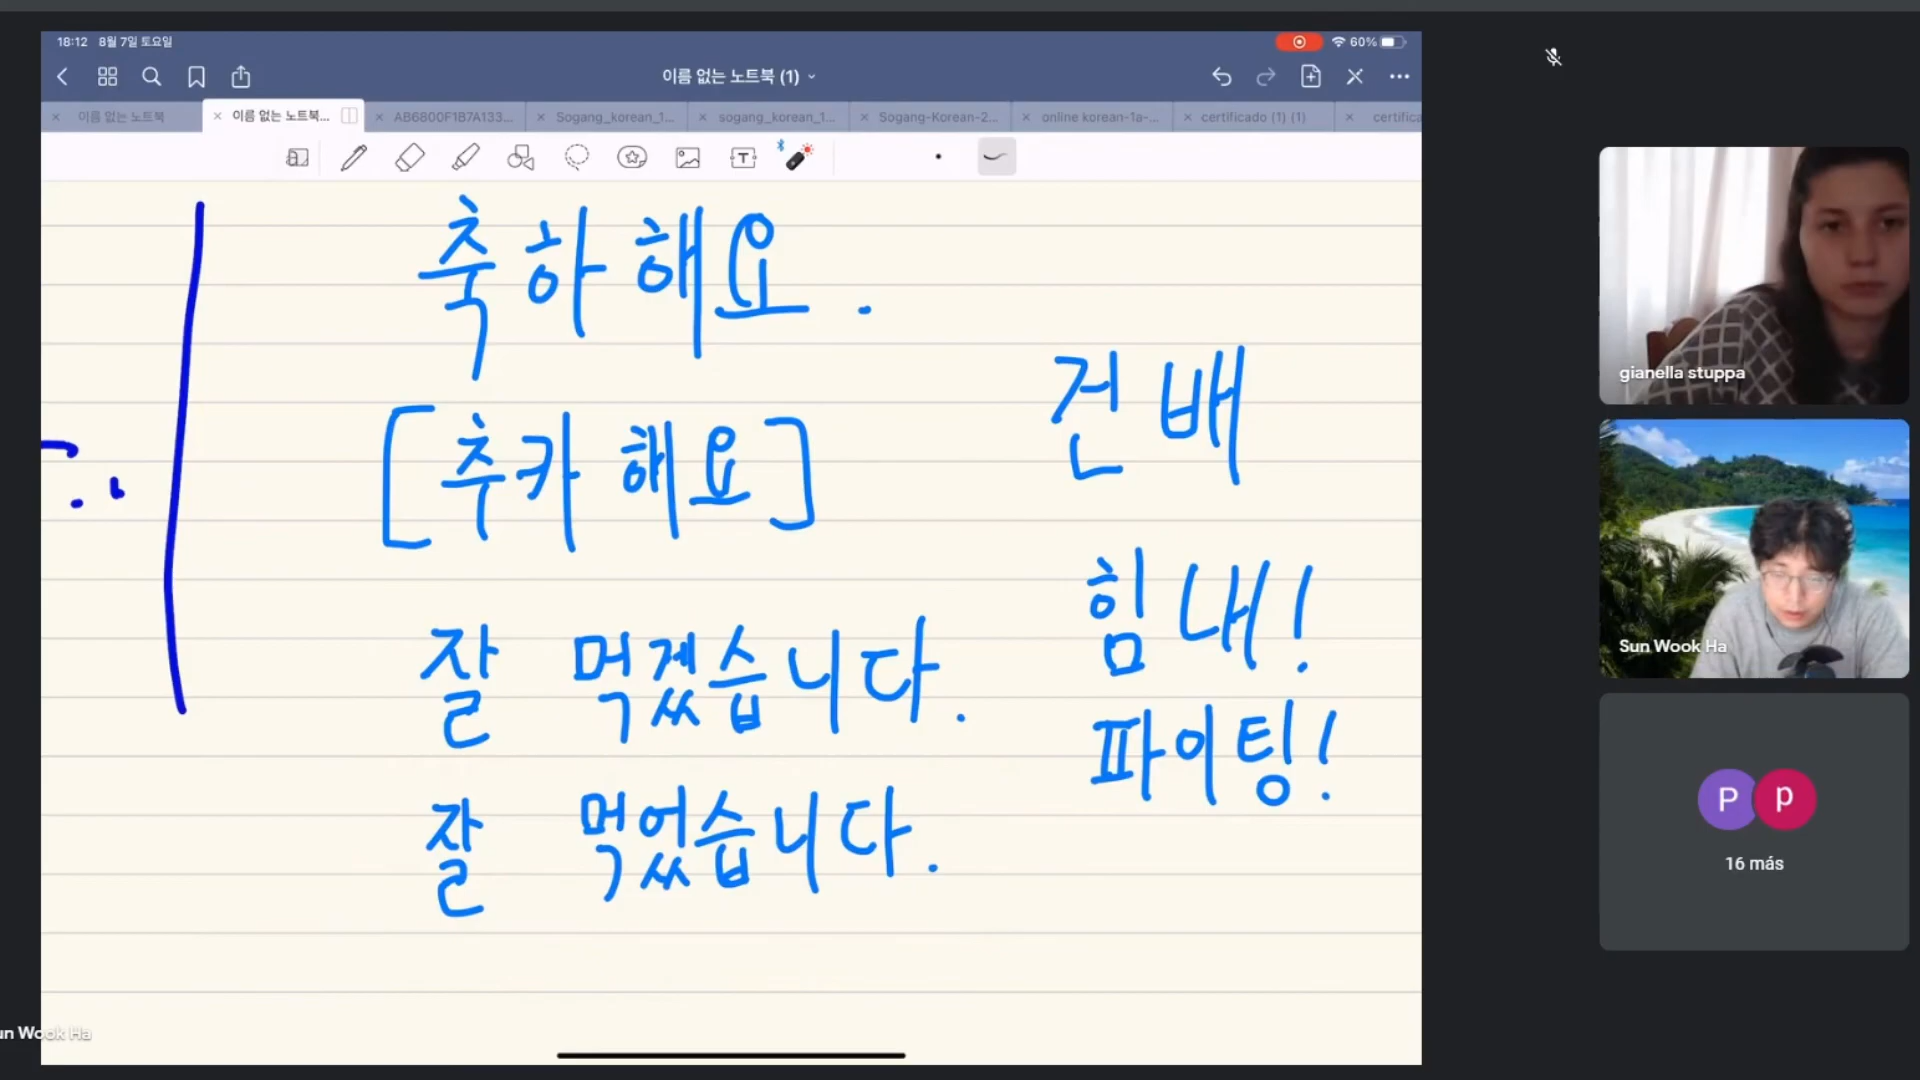 18:12 8월 7일 토요일
60%
이름 없는 노트북 (1)
이름 없는 노트북
이름 없는 노트북...
AB6800F1B7A133...
Sogang_korean_1...
sogang_korean_1...
Sogang-Korean-2...
online korean-1a-...
certificado (1) (1)
certifica
축하해요.
[추카해요]
잘 먹겠습니다.
잘 먹었습니다.
건배
힘내!
파이팅!
gianella stuppa
Sun Wook Ha
P p
16 más
un Wook Ha